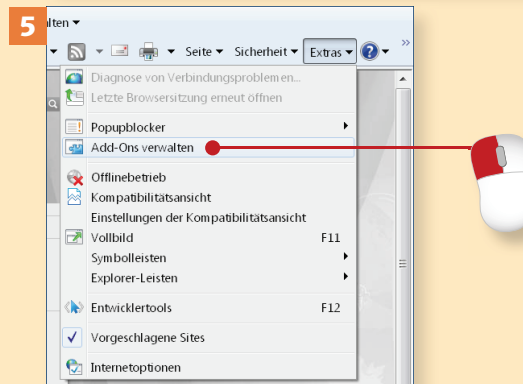 5
lten
Seite Sicherheit Extras ? »
Diagnose von Verbindungsproblemen...
Letzte Browsersitzung erneut öffnen
Popupblocker
Add-Ons verwalten
Offlinebetrieb
Kompatibilitätsansicht
Einstellungen der Kompatibilitätsansicht
Vollbild F11
Symbolleisten
Explorer-Leisten
Entwicklertools F12
Vorgeschlagene Sites
Internetoptionen